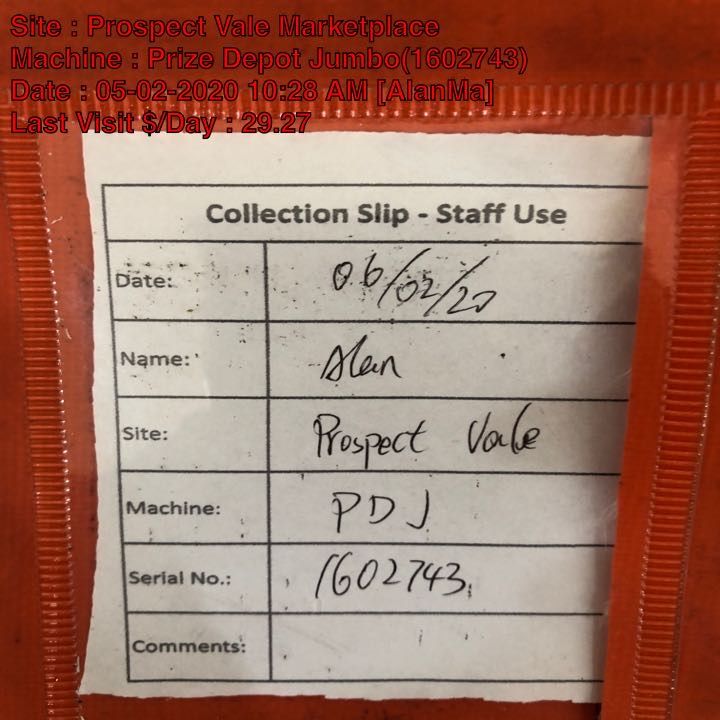 Site : Prospect Vale Marketplace
Machine : Prize Depot Jumbo(1602743)
Date : 05-02-2020 10:28 AM [AlanMa]
Last Visit $/Day : 29.27
Collection Slip - Staff Use
Date: 06/02/20
Name: Alan
Site: Prospect Vale
Machine: PDJ
Serial No.: 1602743
Comments: